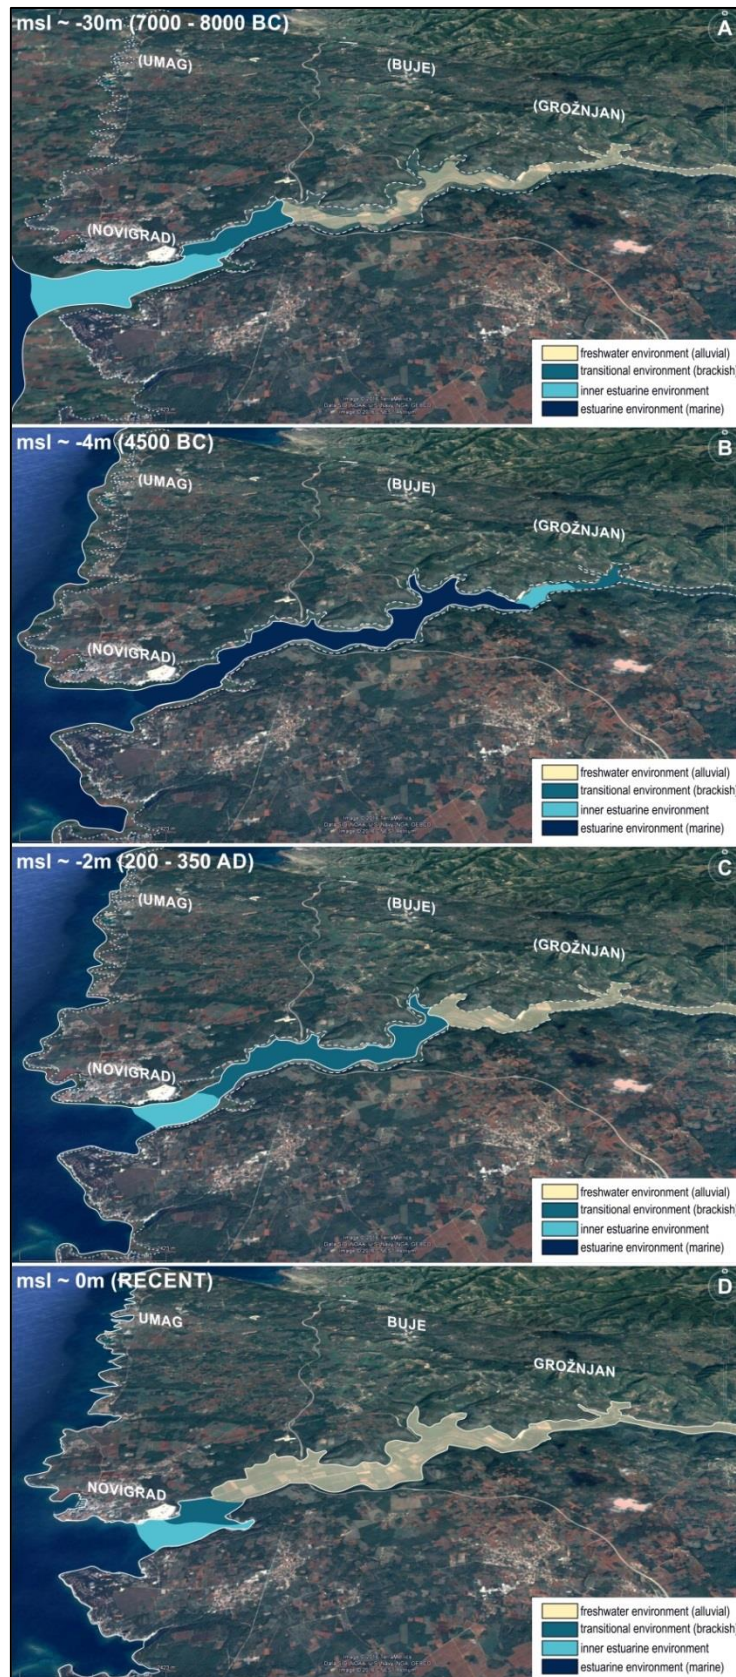 msl ~ -30m (7000 - 8000 BC)
A
(UMAG)
(BUJE)
(GROŽNJAN)
(NOVIGRAD)
freshwater environment (alluvial)
transitional environment (brackish)
inner estuarine environment
estuarine environment (marine)
msl ~ -4m (4500 BC)
B
(UMAG)
(BUJE)
(GROŽNJAN)
(NOVIGRAD)
freshwater environment (alluvial)
transitional environment (brackish)
inner estuarine environment
estuarine environment (marine)
msl ~ -2m (200 - 350 AD)
C
(UMAG)
(BUJE)
(GROŽNJAN)
(NOVIGRAD)
freshwater environment (alluvial)
transitional environment (brackish)
inner estuarine environment
estuarine environment (marine)
msl ~ 0m (RECENT)
D
UMAG
BUJE
GROŽNJAN
NOVIGRAD
freshwater environment (alluvial)
transitional environment (brackish)
inner estuarine environment
estuarine environment (marine)